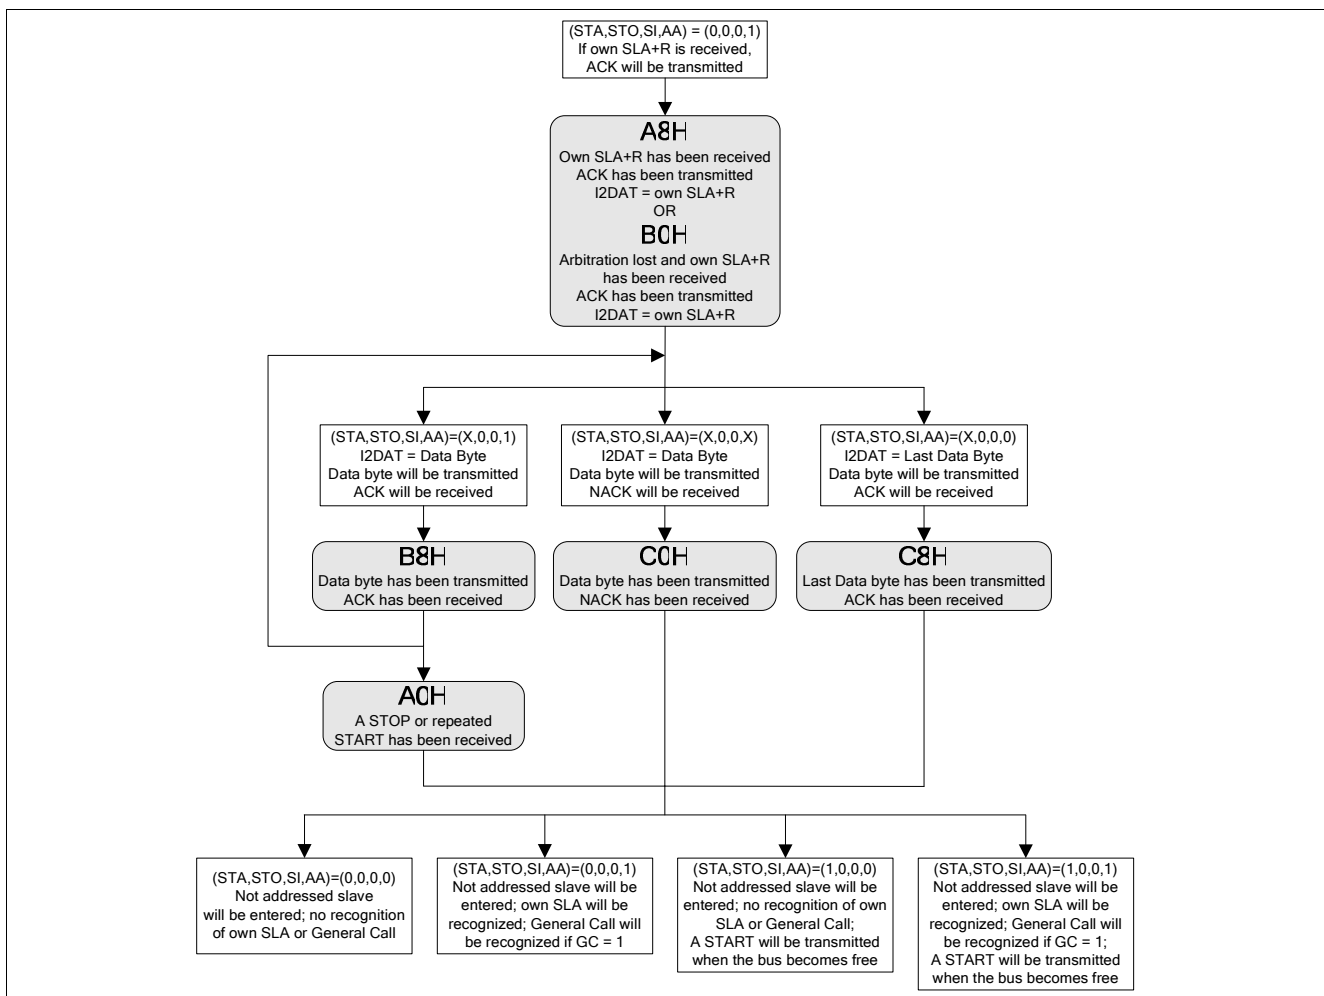 (STA,STO,SI,AA) = (0,0,0,1)
If own SLA+R is received,
ACK will be transmitted
A8H
Own SLA+R has been received
ACK has been transmitted
I2DAT = own SLA+R
OR
B0H
Arbitration lost and own SLA+R
has been received
ACK has been transmitted
I2DAT = own SLA+R
(STA,STO,SI,AA)=(X,0,0,1)
I2DAT = Data Byte
Data byte will be transmitted
ACK will be received
(STA,STO,SI,AA)=(X,0,0,X)
I2DAT = Data Byte
Data byte will be transmitted
NACK will be received
(STA,STO,SI,AA)=(X,0,0,0)
I2DAT = Last Data Byte
Data byte will be transmitted
ACK will be received
B8H
Data byte has been transmitted
ACK has been received
C0H
Data byte has been transmitted
NACK has been received
C8H
Last Data byte has been transmitted
ACK has been received
A0H
A STOP or repeated
START has been received
(STA,STO,SI,AA)=(0,0,0,0)
Not addressed slave
will be entered; no recognition
of own SLA or General Call
(STA,STO,SI,AA)=(0,0,0,1)
Not addressed slave will be
entered; own SLA will be
recognized; General Call will
be recognized if GC = 1
(STA,STO,SI,AA)=(1,0,0,0)
Not addressed slave will be
entered; no recognition of own
SLA or General Call;
A START will be transmitted
when the bus becomes free
(STA,STO,SI,AA)=(1,0,0,1)
Not addressed slave will be
entered; own SLA will be
recognized; General Call will
be recognized if GC = 1;
A START will be transmitted
when the bus becomes free